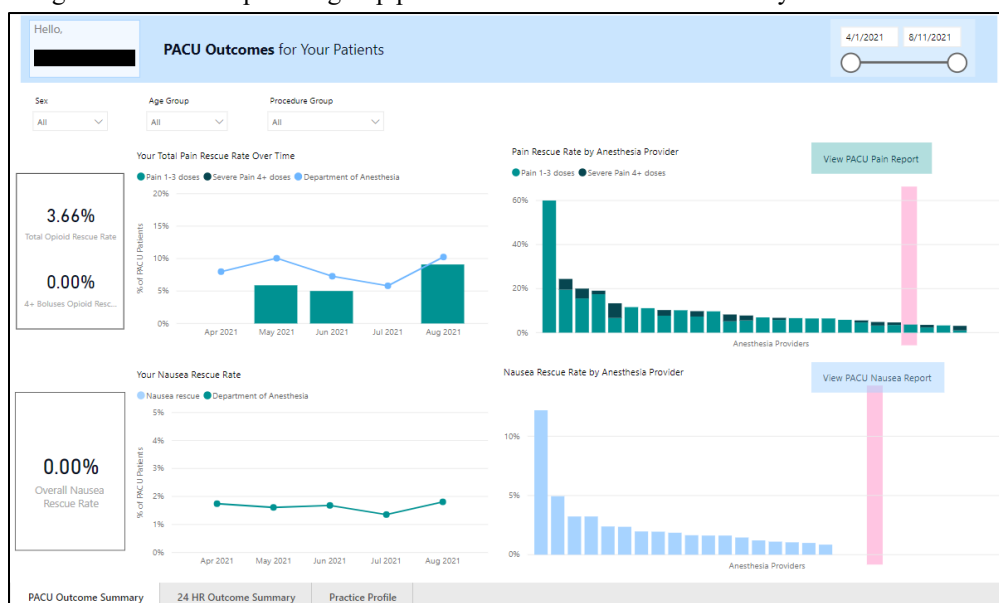 Hello,
PACU Outcomes for Your Patients
4/1/2021 8/11/2021
Sex Age Group Procedure Group
All All All
Your Total Pain Rescue Rate Over Time
Pain 1-3 doses Severe Pain 4+ doses Department of Anesthesia
% of PACU Patients
20%
15%
10%
5%
0%
Apr 2021 May 2021 Jun 2021 Jul 2021 Aug 2021
Pain Rescue Rate by Anesthesia Provider
View PACU Pain Report
Pain 1-3 doses Severe Pain 4+ doses
60%
40%
20%
0%
Anesthesia Providers
3.66%
Total Opioid Rescue Rate
0.00%
4+ Boluses Opioid Resc...
Your Nausea Rescue Rate
Nausea rescue Department of Anesthesia
% of PACU Patients
5%
4%
3%
2%
1%
0%
Apr 2021 May 2021 Jun 2021 Jul 2021 Aug 2021
Nausea Rescue Rate by Anesthesia Provider
View PACU Nausea Report
10%
5%
0%
Anesthesia Providers
0.00%
Overall Nausea
Rescue Rate
PACU Outcome Summary 24 HR Outcome Summary Practice Profile